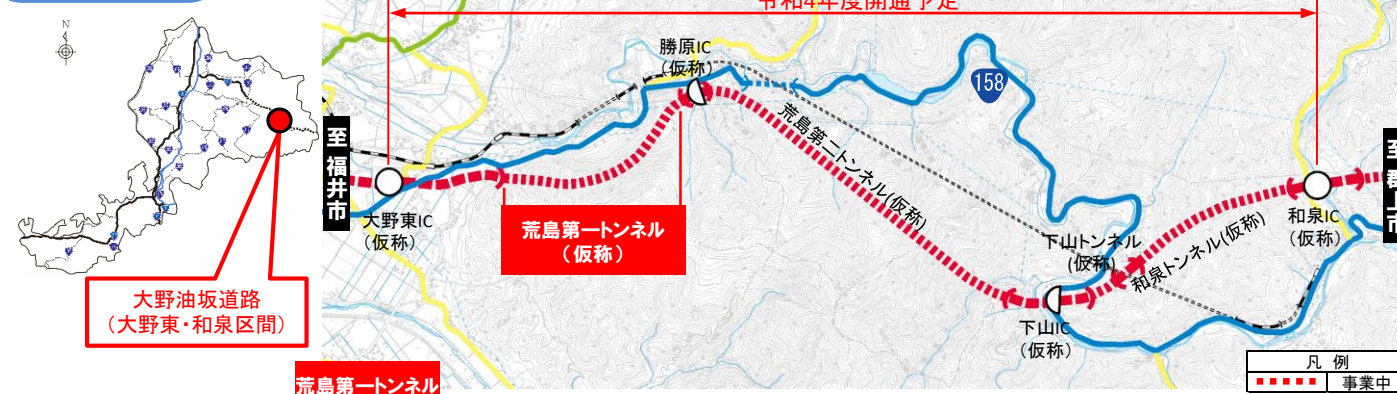 令和4年度開通予定
N
勝原IC
(仮称)
158
至 福井市
荒島第二トンネル(仮称)
大野東IC
(仮称)
荒島第一トンネル
(仮称)
下山トンネル
(仮称)
和泉トンネル(仮称)
和泉IC
(仮称)
至 郡上市
大野油坂道路
(大野東・和泉区間)
下山IC
(仮称)
荒島第一トンネル
凡 例
事業中